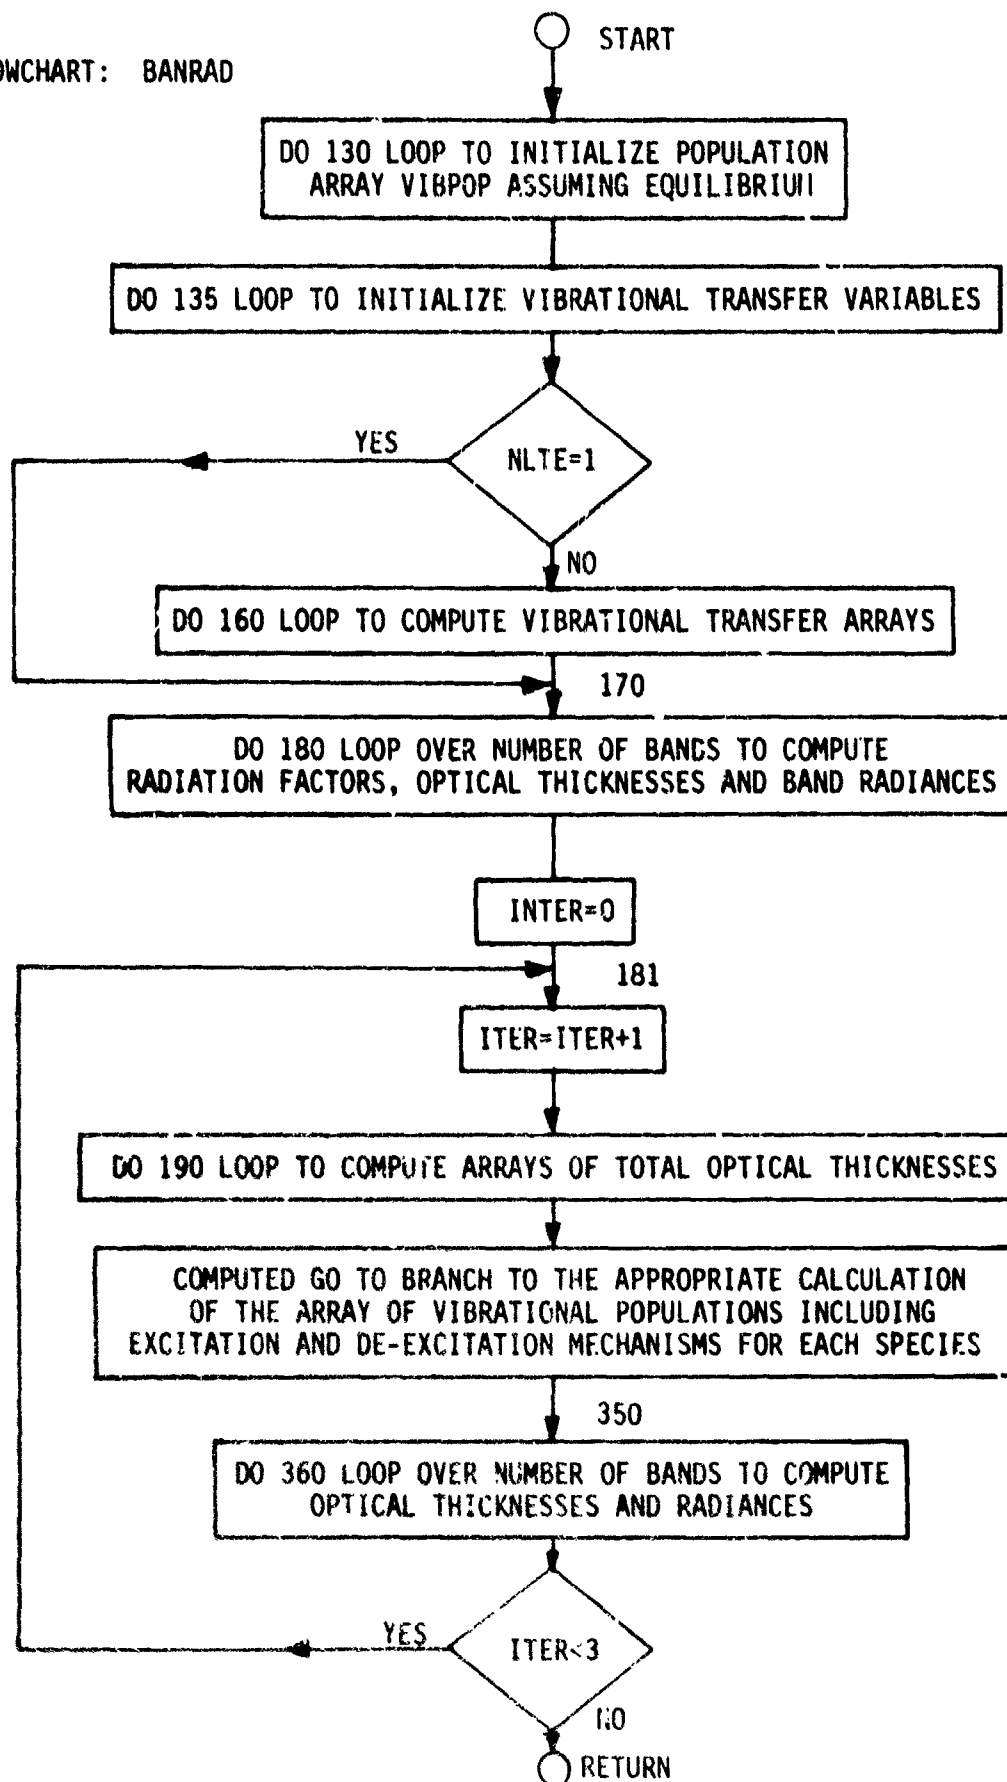 OWCHART: BANRAD
START
DO 130 LOOP TO INITIALIZE POPULATION
ARRAY VIBPOP ASSUMING EQUILIBRIUM
DO 135 LOOP TO INITIALIZE VIBRATIONAL TRANSFER VARIABLES
YES
NLTE=1
NO
DO 160 LOOP TO COMPUTE VIBRATIONAL TRANSFER ARRAYS
170
DO 180 LOOP OVER NUMBER OF BANDS TO COMPUTE
RADIATION FACTORS, OPTICAL THICKNESSES AND BAND RADIANCES
INTER=0
181
ITER=ITER+1
DO 190 LOOP TO COMPUTE ARRAYS OF TOTAL OPTICAL THICKNESSES
COMPUTED GO TO BRANCH TO THE APPROPRIATE CALCULATION
OF THE ARRAY OF VIBRATIONAL POPULATIONS INCLUDING
EXCITATION AND DE-EXCITATION MECHANISMS FOR EACH SPECIES
350
DO 360 LOOP OVER NUMBER OF BANDS TO COMPUTE
OPTICAL THICKNESSES AND RADIANCES
YES
ITER<3
NO
RETURN